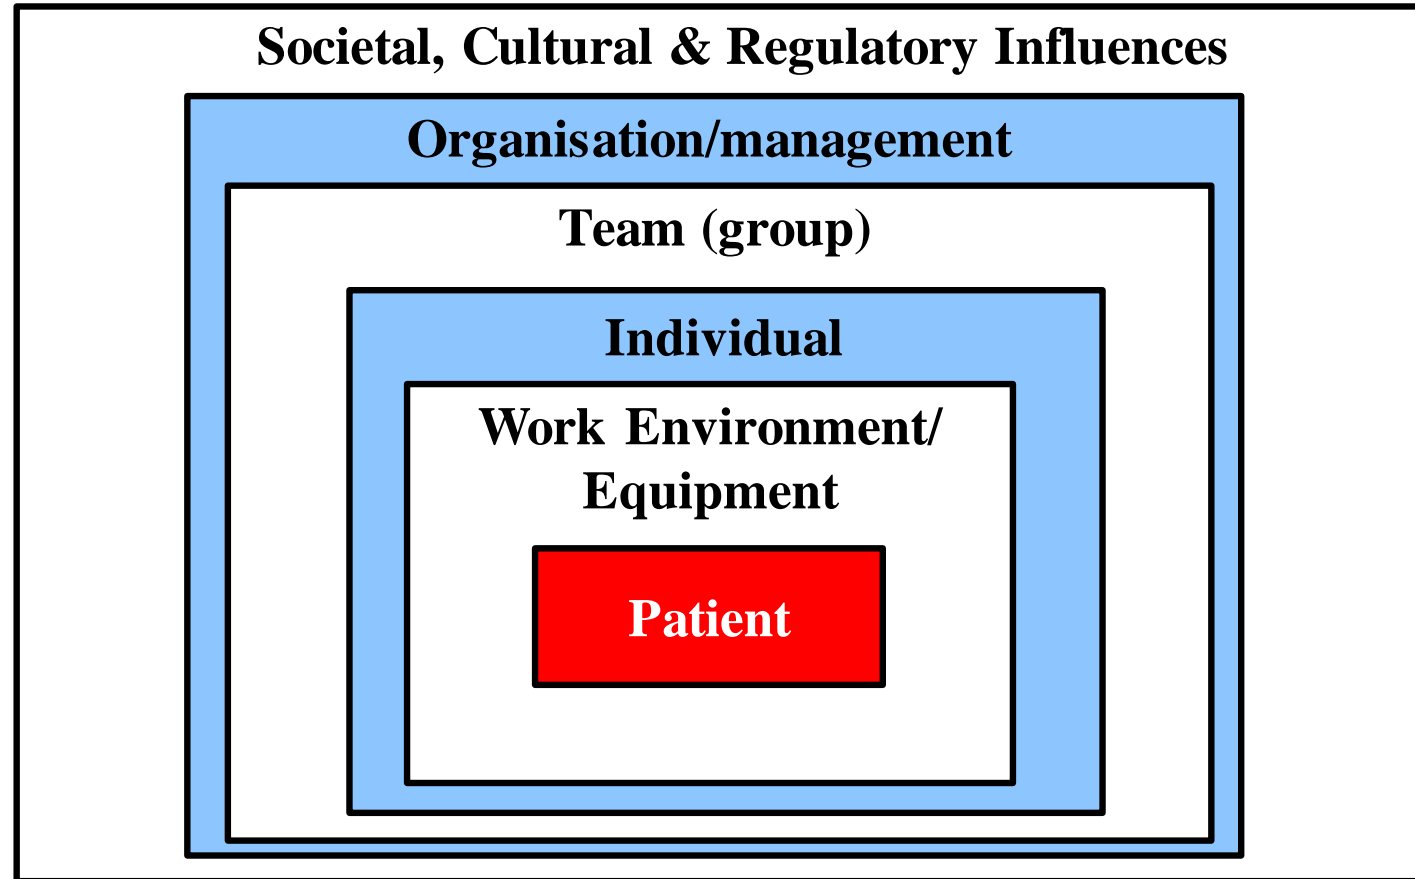 Societal, Cultural & Regulatory Influences
Organisation/management
Team (group)
Individual
Work Environment/
Equipment
Patient